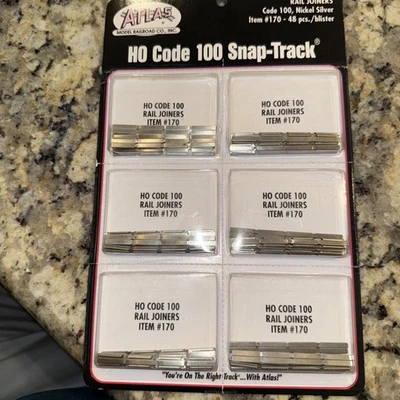 ATLAS
MODEL RAILROAD CO., INC.
RAIL JOINERS
Code 100, Nickel Silver
Item #170 - 48 pcs./blister
HO Code 100 Snap-Track®
HO CODE 100
RAIL JOINERS
ITEM #170
HO CODE 100
RAIL JOINERS
ITEM #170
HO CODE 100
RAIL JOINERS
ITEM #170
HO CODE 100
RAIL JOINERS
ITEM #170
HO CODE 100
RAIL JOINERS
ITEM #170
HO CODE 100
RAIL JOINERS
ITEM #170
"You're On The Right Track®...With Atlas!"